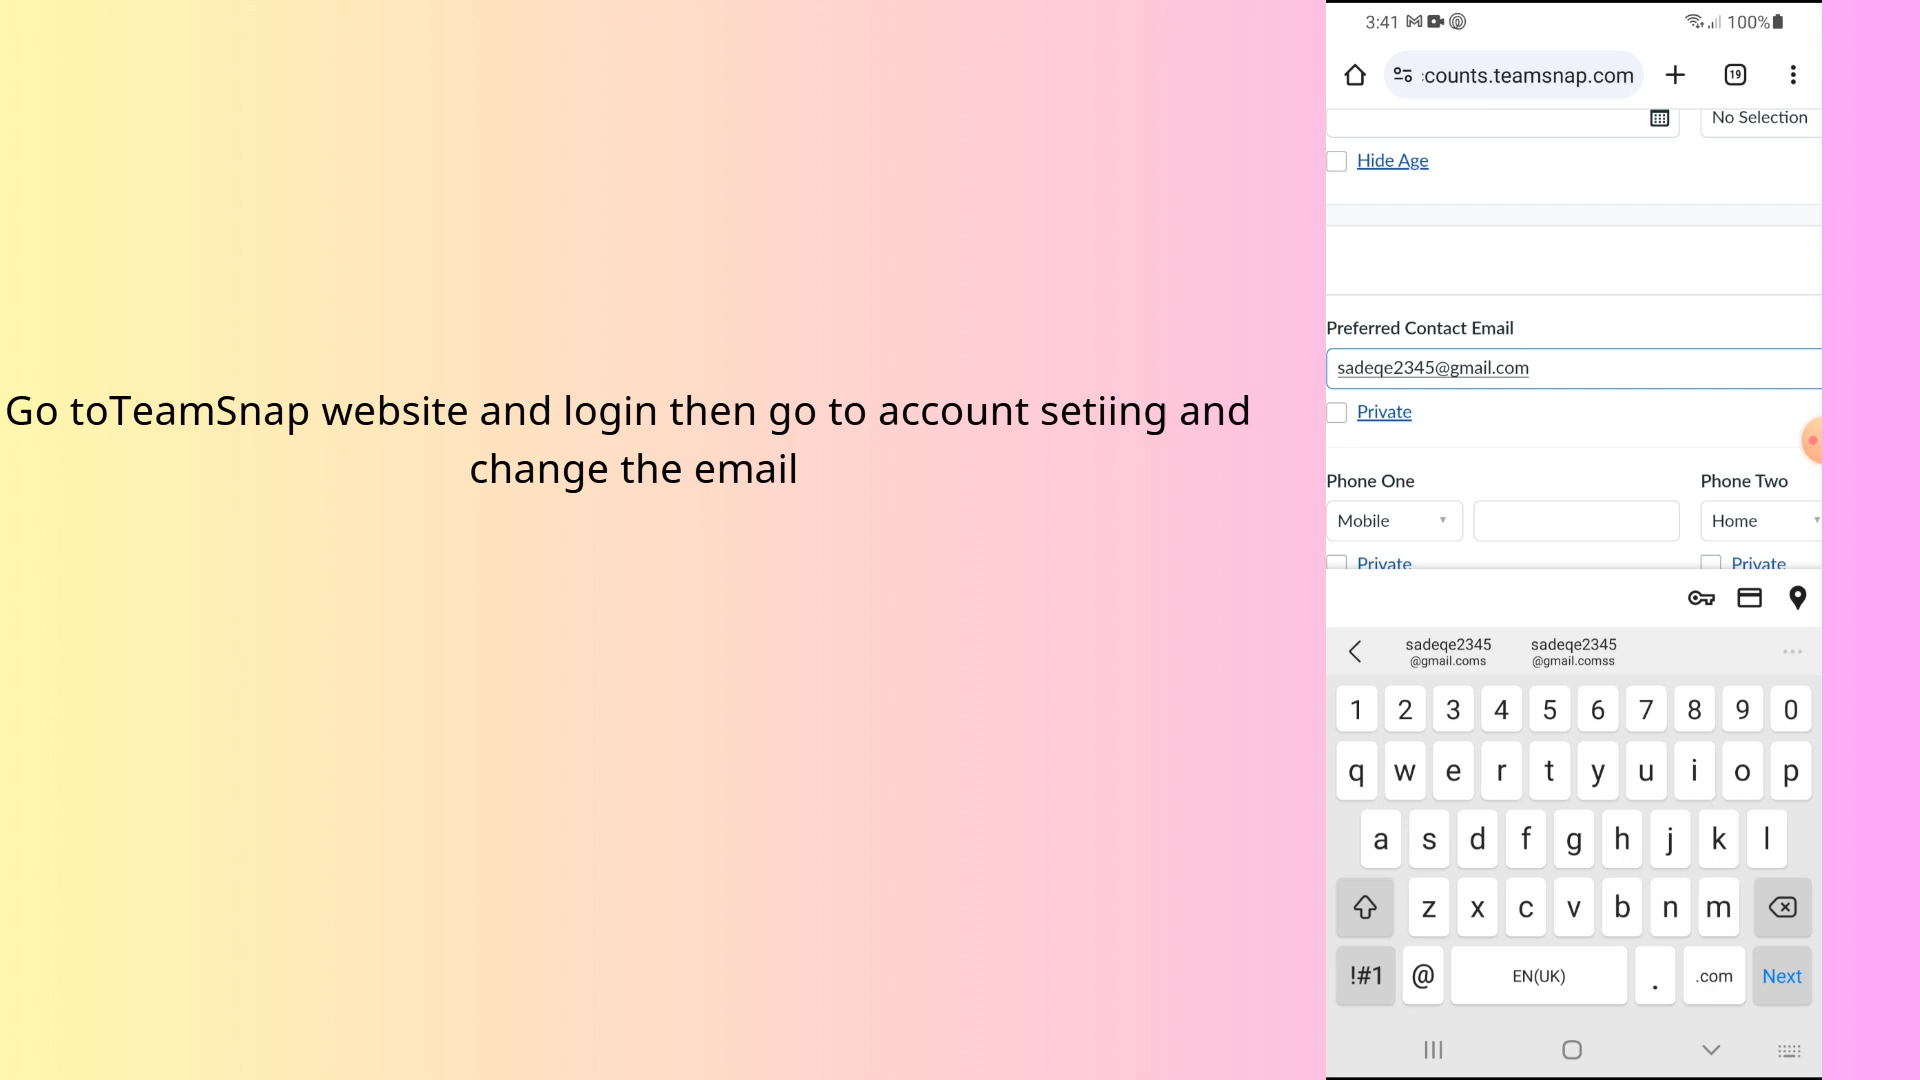 Go toTeamSnap website and login then go to account setiing and
change the email
3:41 100%
:counts.teamsnap.com 19
No Selection
Hide Age
Preferred Contact Email
sadeqe2345@gmail.com
Private
Phone One Phone Two
Mobile Home
Private Private
sadeqe2345 sadeqe2345
@gmail.coms @gmail.comss
1 2 3 4 5 6 7 8 9 0
q w e r t y u i o p
a s d f g h j k l
z x c v b n m
!#1 @ EN(UK) . .com Next